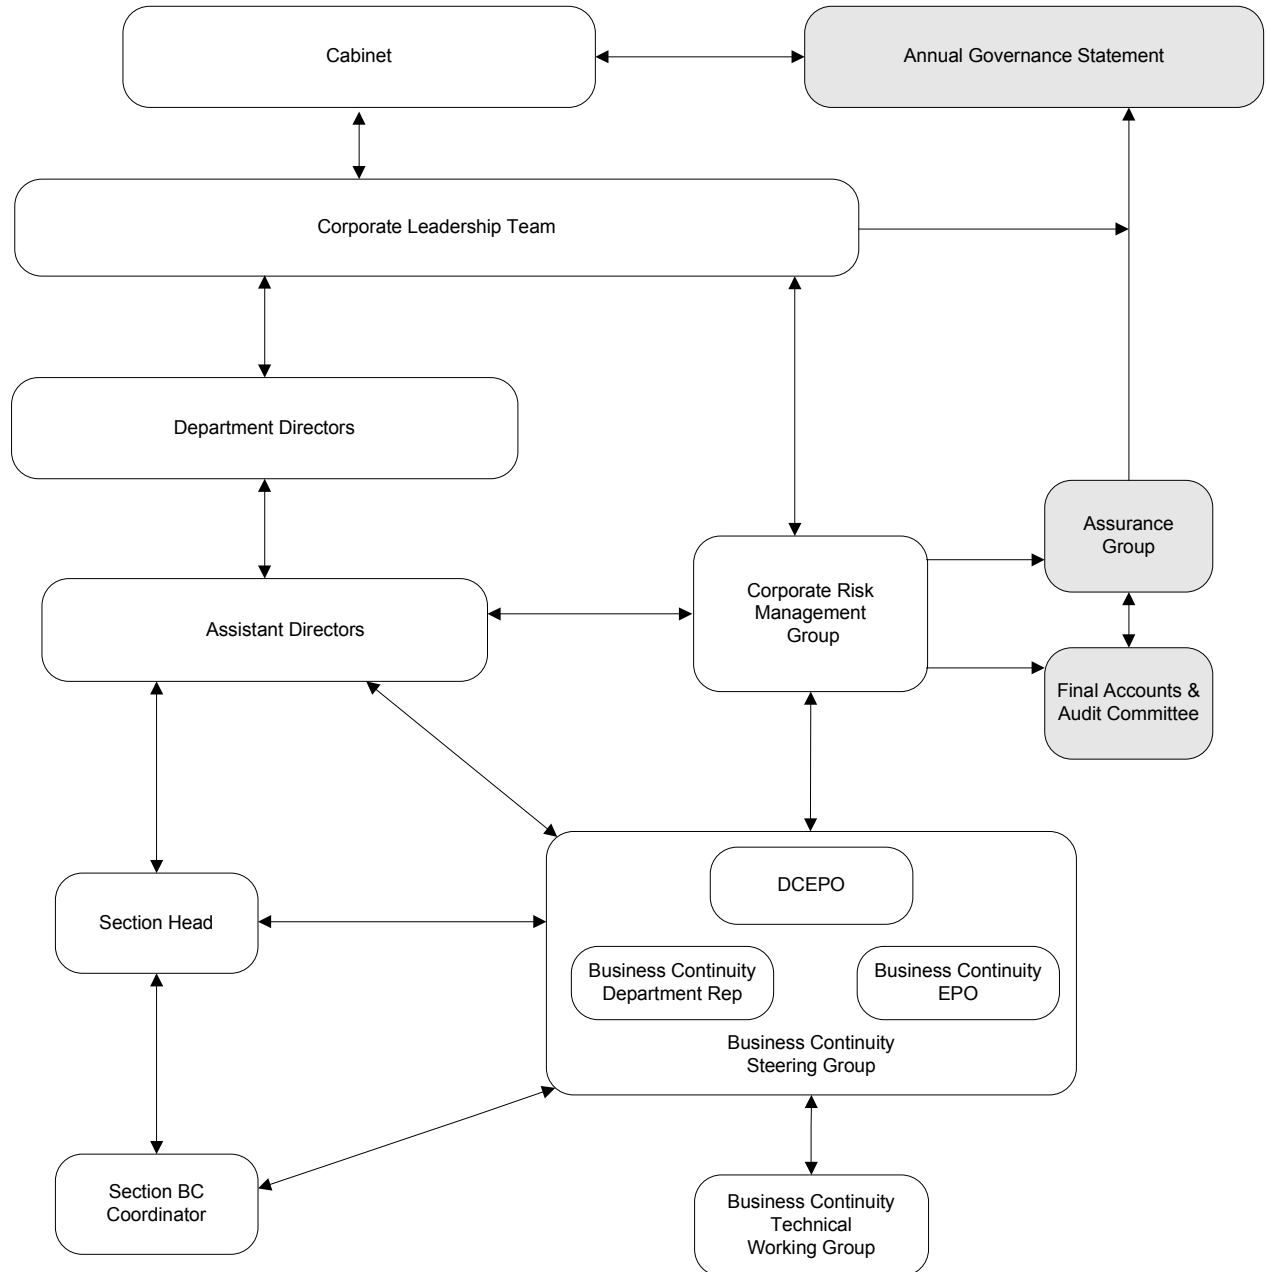 Cabinet
Annual Governance Statement
Corporate Leadership Team
Department Directors
Assurance
Group
Corporate Risk
Management
Group
Assistant Directors
Final Accounts &
Audit Committee
DCEPO
Section Head
Business Continuity
Department Rep
Business Continuity
EPO
Business Continuity
Steering Group
Section BC
Coordinator
Business Continuity
Technical
Working Group